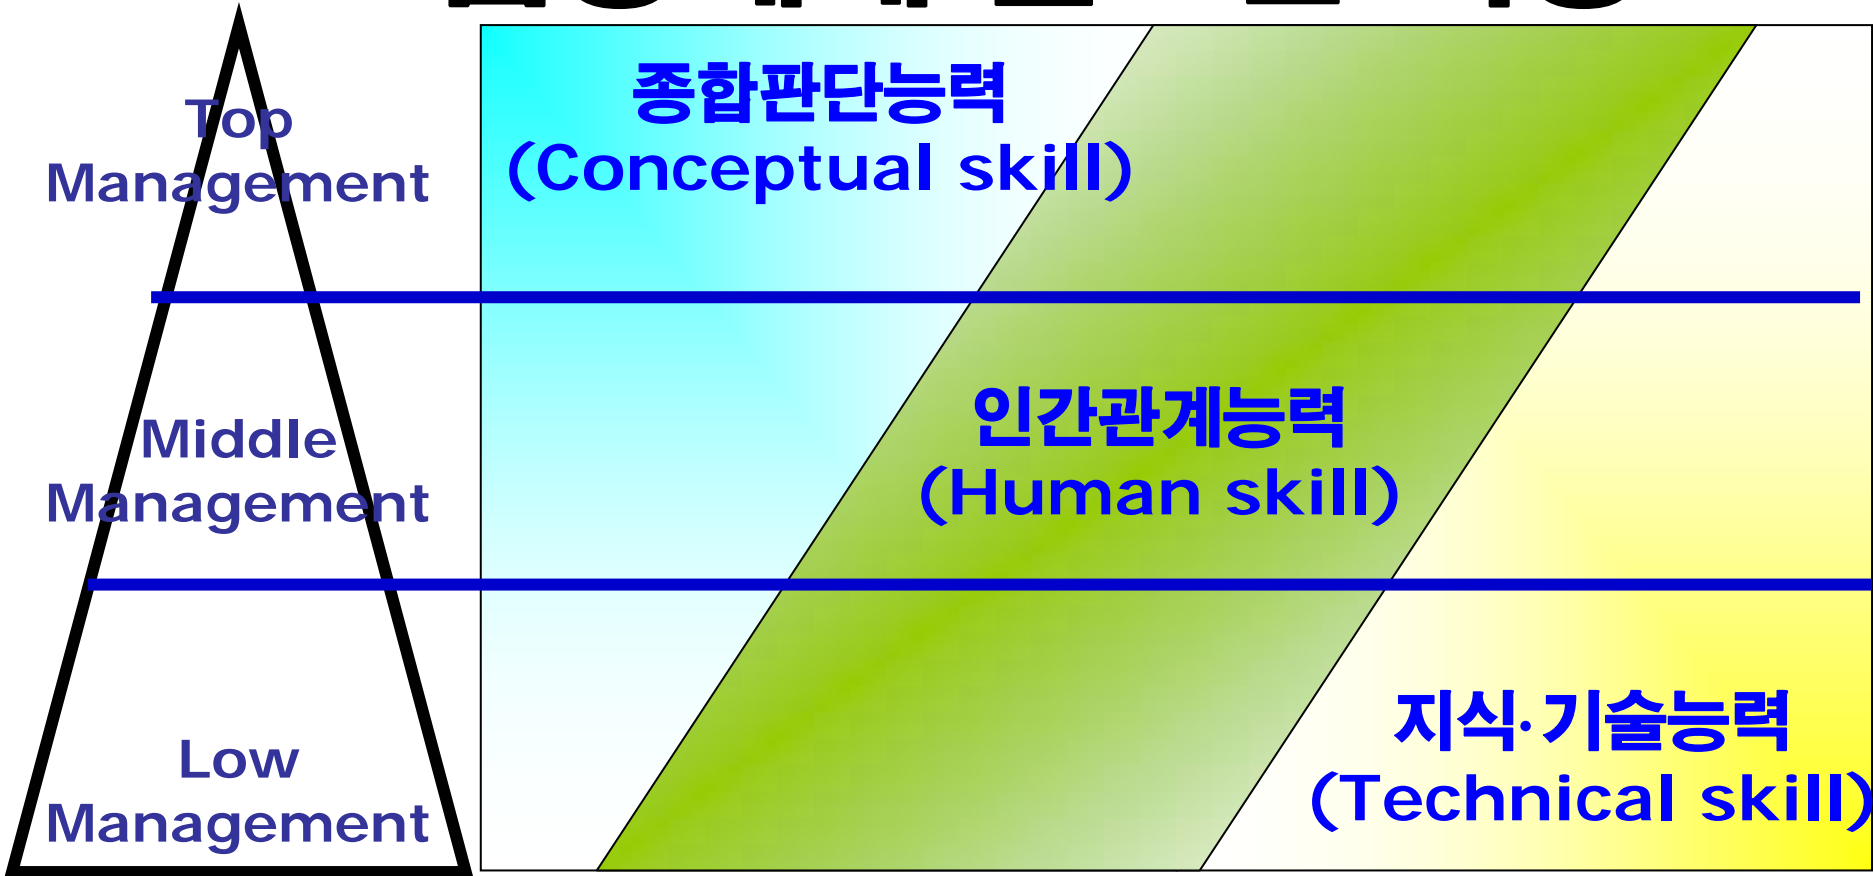 Top
Management
종합판단능력
(Conceptual skill)
Middle
Management
인간관계능력
(Human skill)
Low
Management
지식·기술능력
(Technical skill)